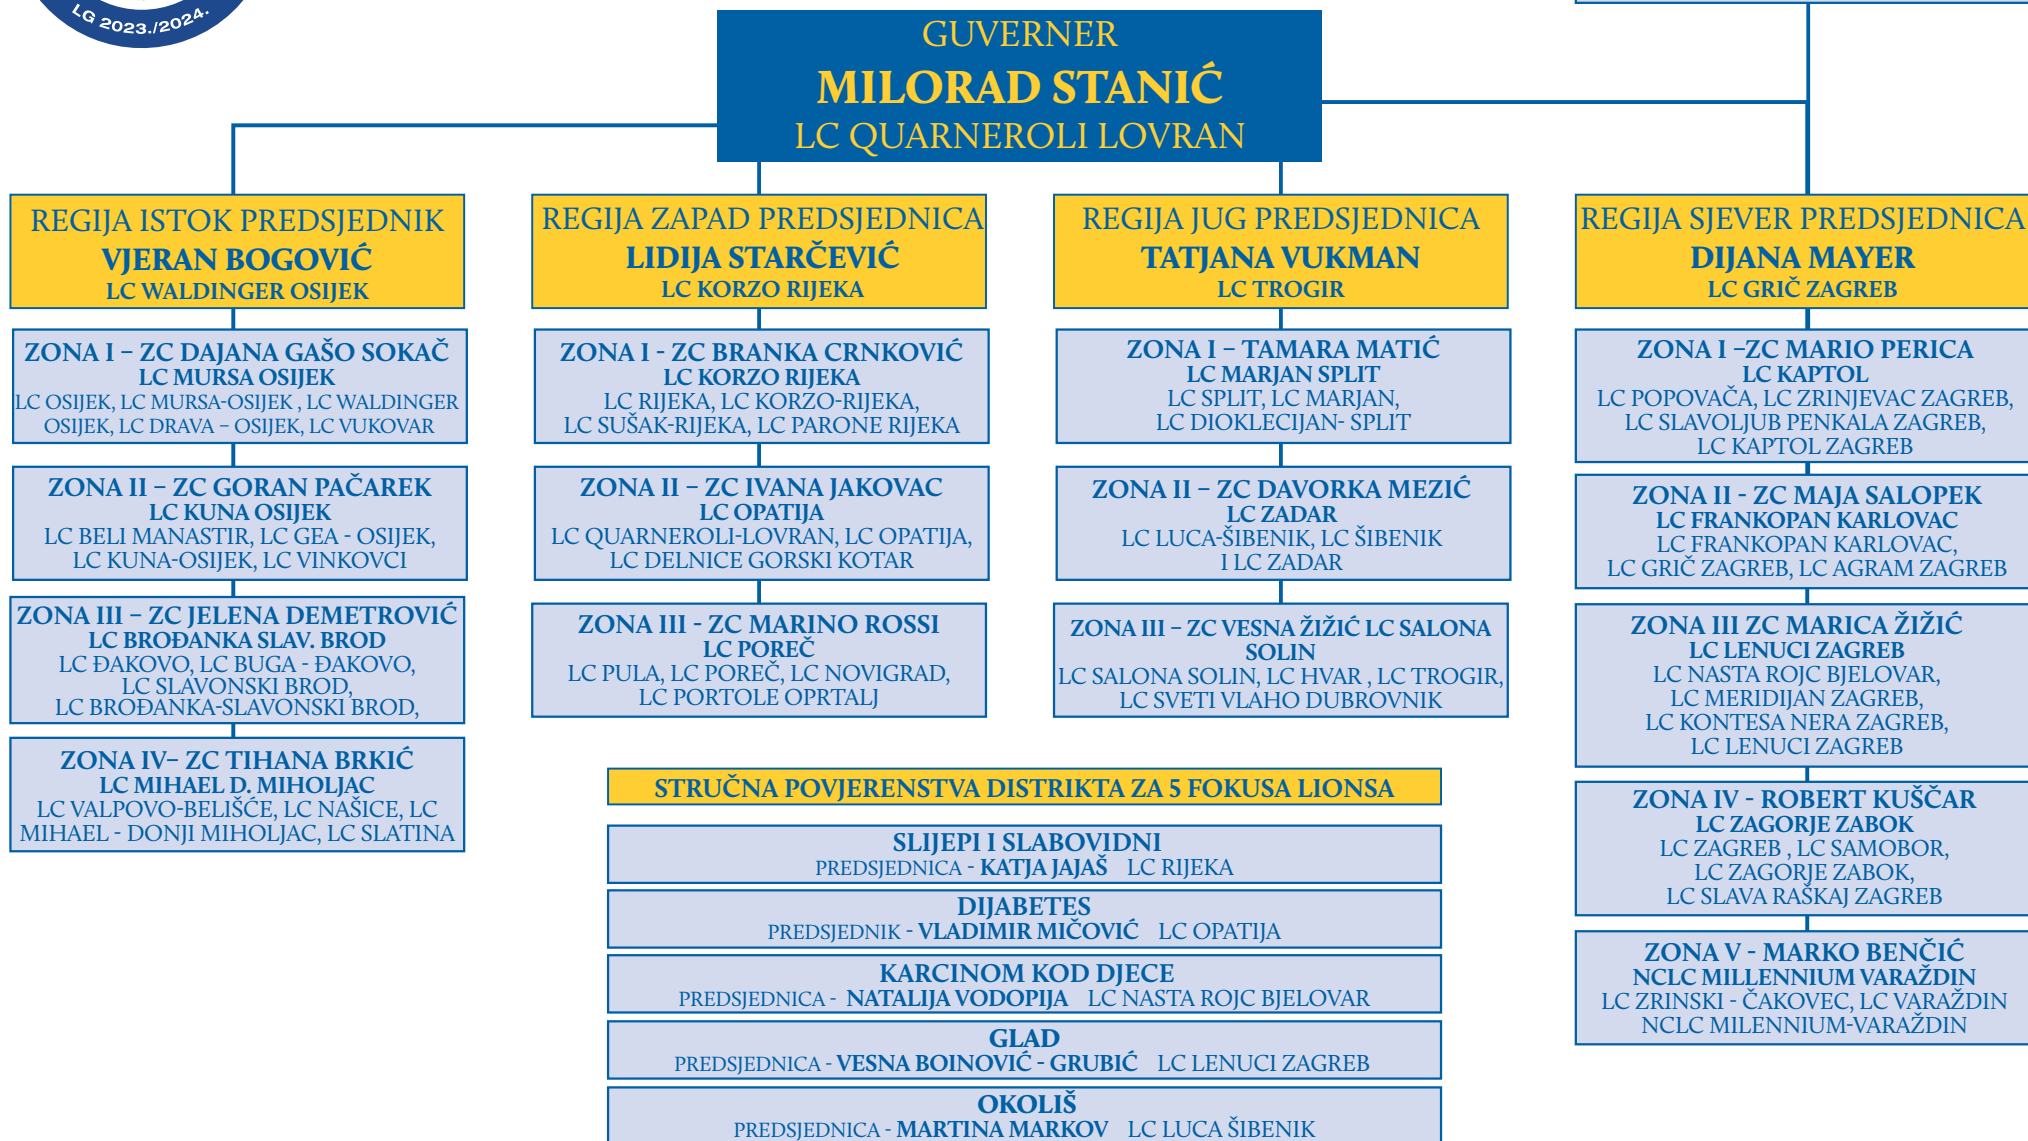 LG 2023./2024.
GUVERNER
MILORAD STANIĆ
LC QUARNEROLI LOVRAN
REGIJA ISTOK PREDSJEDNIK
VJERAN BOGOVIĆ
LC WALDINGER OSIJEK
ZONA I – ZC DAJANA GAŠO SOKAČ
LC MURSA OSIJEK
LC OSIJEK, LC MURSA-OSIJEK , LC WALDINGER
OSIJEK, LC DRAVA – OSIJEK, LC VUKOVAR
ZONA II – ZC GORAN PAČAREK
LC KUNA OSIJEK
LC BELI MANASTIR, LC GEA - OSIJEK,
LC KUNA-OSIJEK, LC VINKOVCI
ZONA III – ZC JELENA DEMETROVIĆ
LC BROĐANKA SLAV. BROD
LC ĐAKOVO, LC BUGA - ĐAKOVO,
LC SLAVONSKI BROD,
LC BROĐANKA-SLAVONSKI BROD,
ZONA IV– ZC TIHANA BRKIĆ
LC MIHAEL D. MIHOLJAC
LC VALPOVO-BELIŠĆE, LC NAŠICE, LC
MIHAEL - DONJI MIHOLJAC, LC SLATINA
REGIJA ZAPAD PREDSJEDNICA
LIDIJA STARČEVIĆ
LC KORZO RIJEKA
ZONA I - ZC BRANKA CRNKOVIĆ
LC KORZO RIJEKA
LC RIJEKA, LC KORZO-RIJEKA,
LC SUŠAK-RIJEKA, LC PARONE RIJEKA
ZONA II – ZC IVANA JAKOVAC
LC OPATIJA
LC QUARNEROLI-LOVRAN, LC OPATIJA,
LC DELNICE GORSKI KOTAR
ZONA III - ZC MARINO ROSSI
LC POREČ
LC PULA, LC POREČ, LC NOVIGRAD,
LC PORTOLE OPRTALJ
REGIJA JUG PREDSJEDNICA
TATJANA VUKMAN
LC TROGIR
ZONA I – TAMARA MATIĆ
LC MARJAN SPLIT
LC SPLIT, LC MARJAN,
LC DIOKLECIJAN- SPLIT
ZONA II – ZC DAVORKA MEZIĆ
LC ZADAR
LC LUCA-ŠIBENIK, LC ŠIBENIK
I LC ZADAR
ZONA III – ZC VESNA ŽIŽIĆ LC SALONA
SOLIN
LC SALONA SOLIN, LC HVAR , LC TROGIR,
LC SVETI VLAHO DUBROVNIK
REGIJA SJEVER PREDSJEDNICA
DIJANA MAYER
LC GRIČ ZAGREB
ZONA I –ZC MARIO PERICA
LC KAPTOL
LC POPOVAČA, LC ZRINJEVAC ZAGREB,
LC SLAVOLJUB PENKALA ZAGREB,
LC KAPTOL ZAGREB
ZONA II - ZC MAJA SALOPEK
LC FRANKOPAN KARLOVAC
LC FRANKOPAN KARLOVAC,
LC GRIČ ZAGREB, LC AGRAM ZAGREB
ZONA III ZC MARICA ŽIŽIĆ
LC LENUCI ZAGREB
LC NASTA ROJC BJELOVAR,
LC MERIDIJAN ZAGREB,
LC KONTESA NERA ZAGREB,
LC LENUCI ZAGREB
ZONA IV - ROBERT KUŠČAR
LC ZAGORJE ZABOK
LC ZAGREB , LC SAMOBOR,
LC ZAGORJE ZABOK,
LC SLAVA RAŠKAJ ZAGREB
ZONA V - MARKO BENČIĆ
NCLC MILLENNIUM VARAŽDIN
LC ZRINSKI - ČAKOVEC, LC VARAŽDIN
NCLC MILENNIUM-VARAŽDIN
STRUČNA POVJERENSTVA DISTRIKTA ZA 5 FOKUSA LIONSA
SLIJEPI I SLABOVIDNI
PREDSJEDNICA - KATJA JAJAŠ LC RIJEKA
DIJABETES
PREDSJEDNIK - VLADIMIR MIČOVIĆ LC OPATIJA
KARCINOM KOD DJECE
PREDSJEDNICA - NATALIJA VODOPIJA LC NASTA ROJC BJELOVAR
GLAD
PREDSJEDNICA - VESNA BOINOVIĆ - GRUBIĆ LC LENUCI ZAGREB
OKOLIŠ
PREDSJEDNICA - MARTINA MARKOV LC LUCA ŠIBENIK